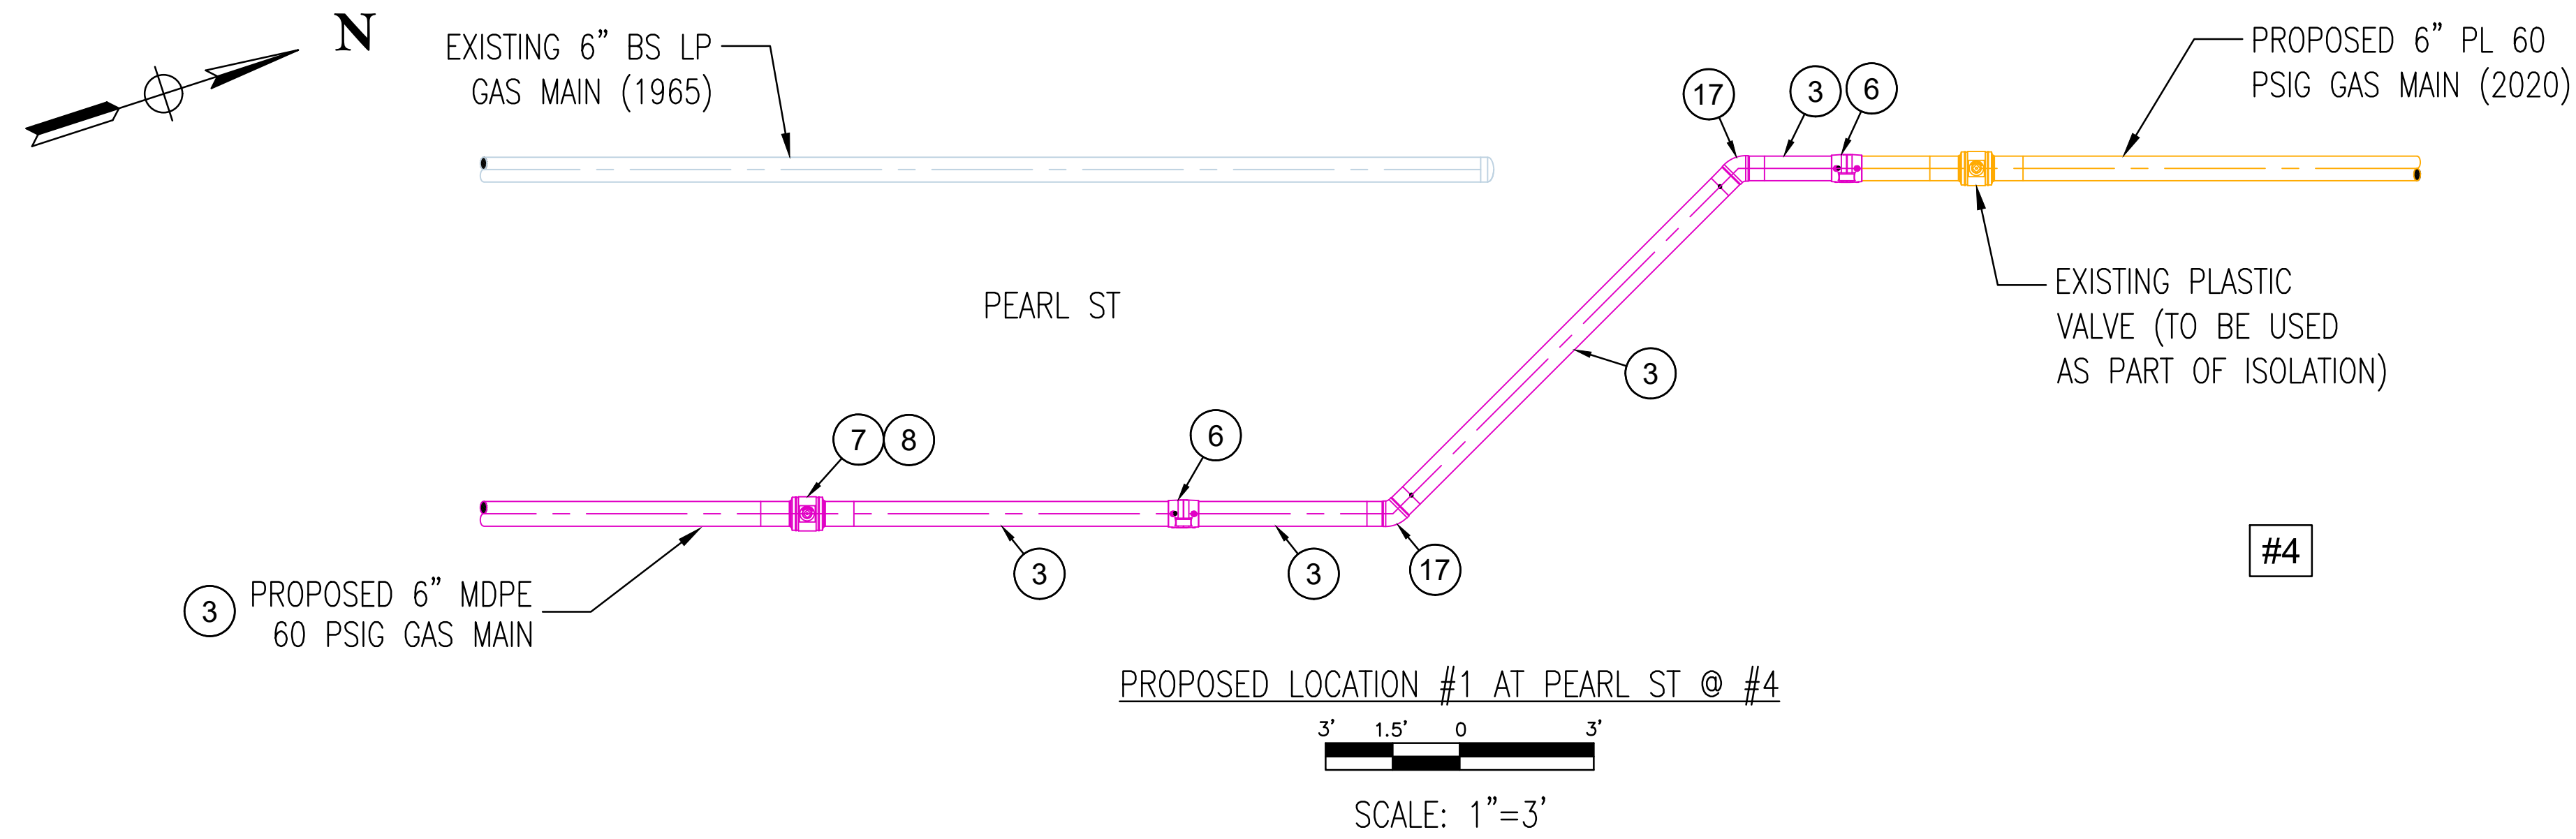 N
EXISTING 6” BS LP
GAS MAIN (1965)
17
3
6
PROPOSED 6” PL 60
PSIG GAS MAIN (2020)
PEARL ST
EXISTING PLASTIC
VALVE (TO BE USED
AS PART OF ISOLATION)
3
7
8
6
3
3
17
#4
3
PROPOSED 6” MDPE
60 PSIG GAS MAIN
PROPOSED LOCATION #1 AT PEARL ST @ #4
3’ 1.5’ 0 3’
SCALE: 1”=3’